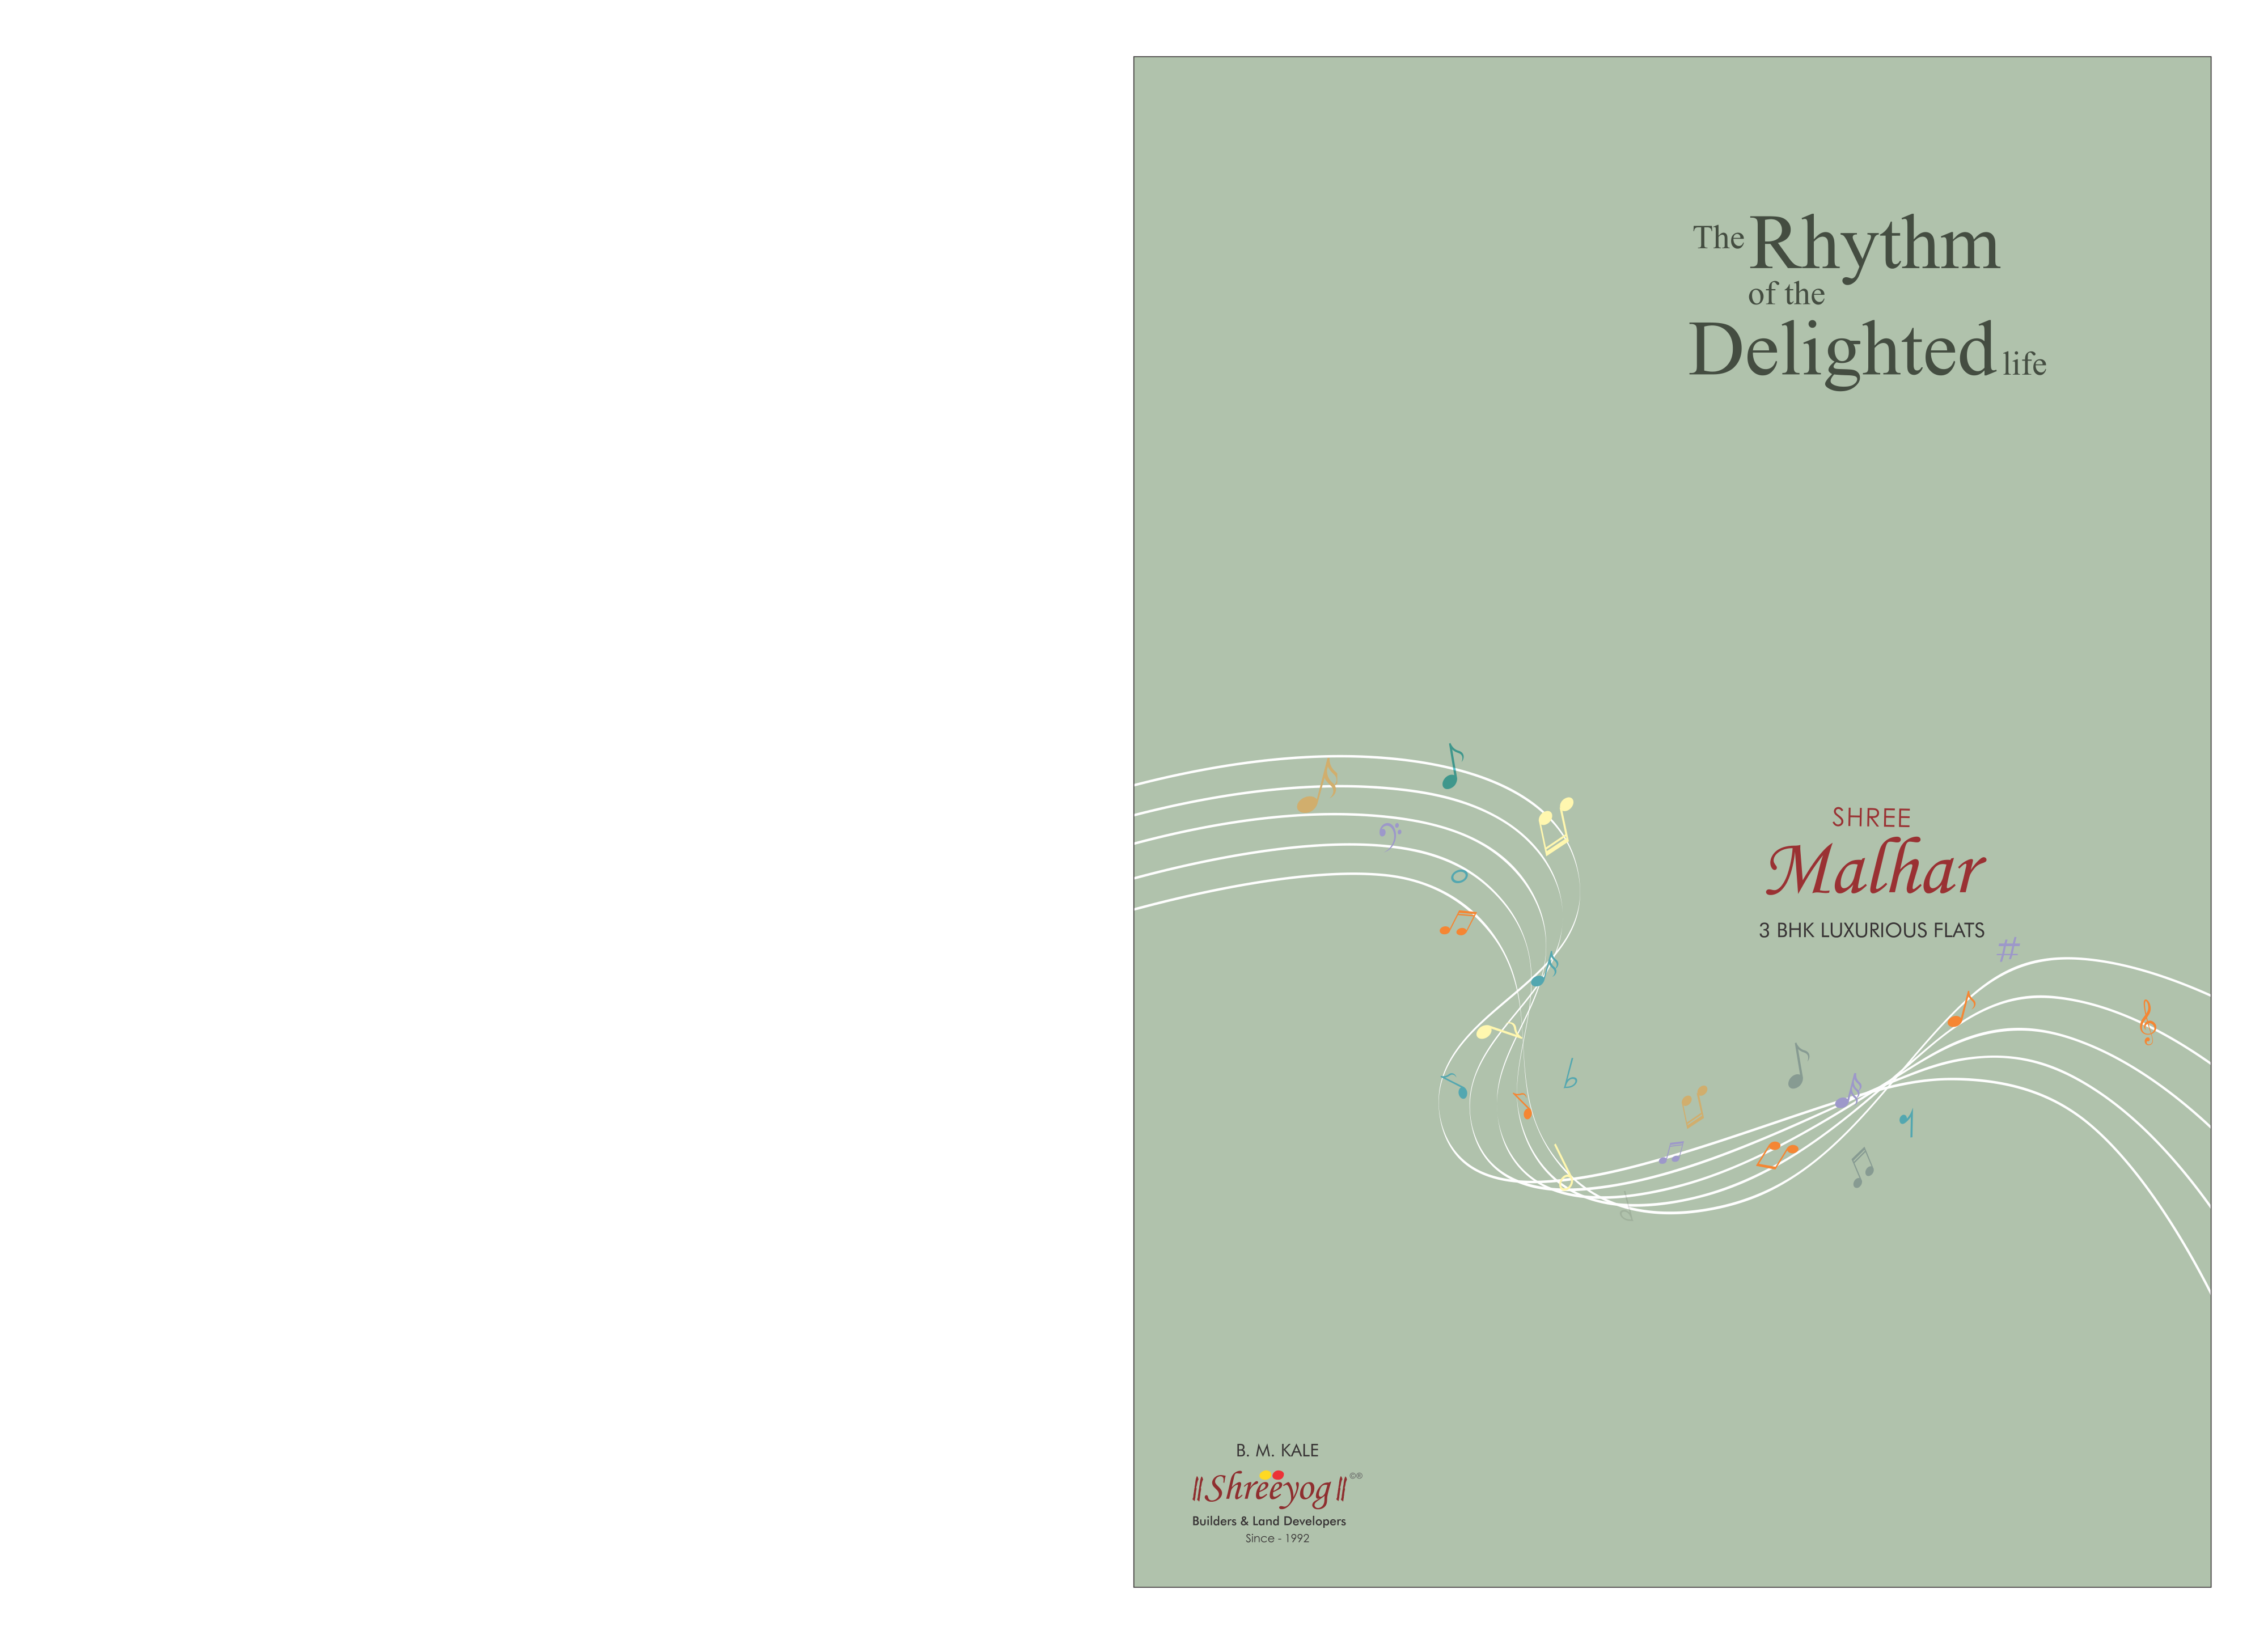 The Rhythm
of the
Delighted life
SHREE
Malhar
3 BHK LUXURIOUS FLATS
B. M. KALE
||Shreeyog|| ©®
Builders & Land Developers
Since - 1992